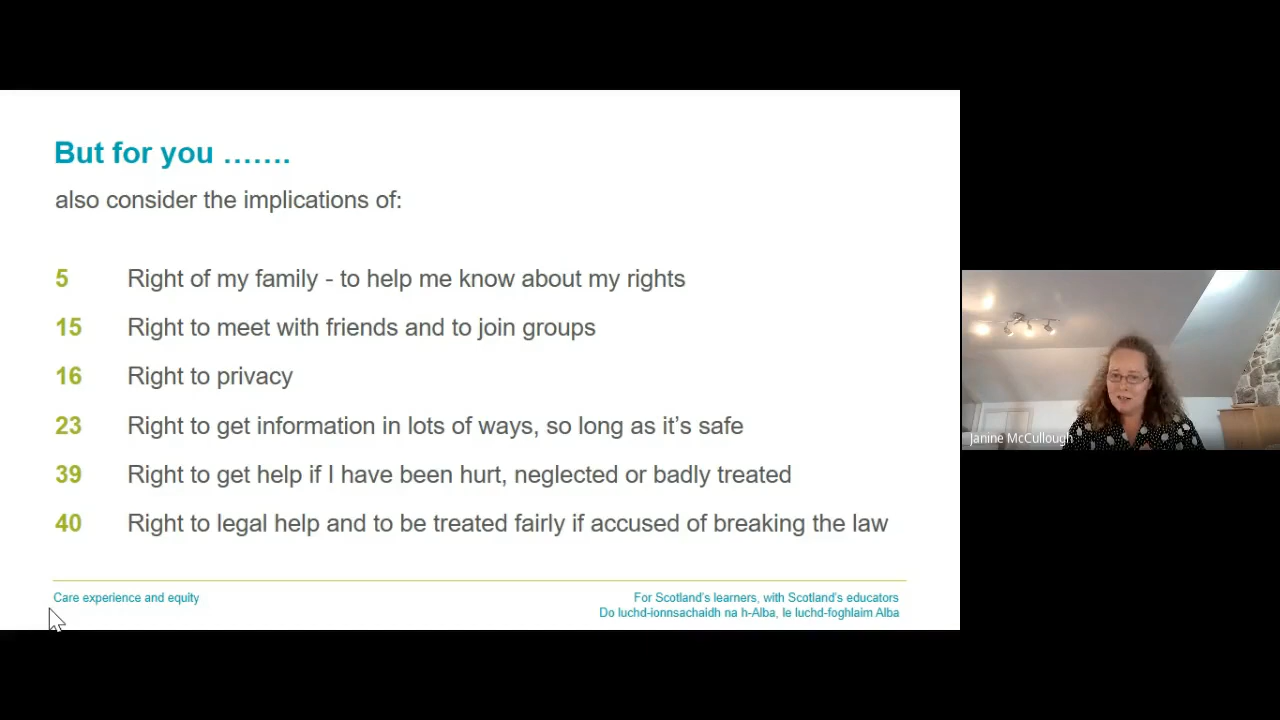 But for you …….
also consider the implications of:
5 Right of my family - to help me know about my rights
15 Right to meet with friends and to join groups
16 Right to privacy
23 Right to get information in lots of ways, so long as it's safe
39 Right to get help if I have been hurt, neglected or badly treated
40 Right to legal help and to be treated fairly if accused of breaking the law
Care experience and equity
For Scotland's learners, with Scotland's educators
Do luchd-ionnsachaidh na h-Alba, le luchd-foghlaim Alba
Janine McCullough